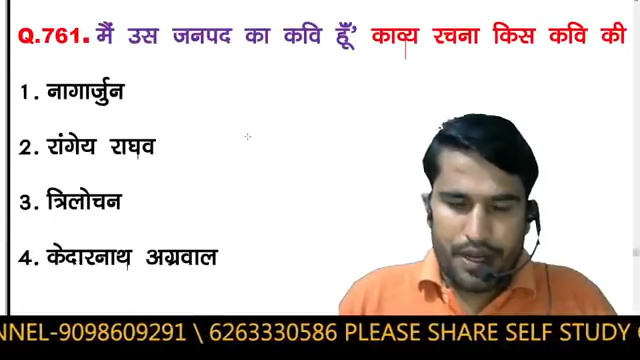 Q.761. मैं उस जनपद का कवि हूँ’ काव्य रचना किस कवि की
1. नागार्जुन
2. रांगेय राघव
3. त्रिलोचन
4. केदारनाथ अग्रवाल
NNEL-9098609291 \ 6263330586 PLEASE SHARE SELF STUDY